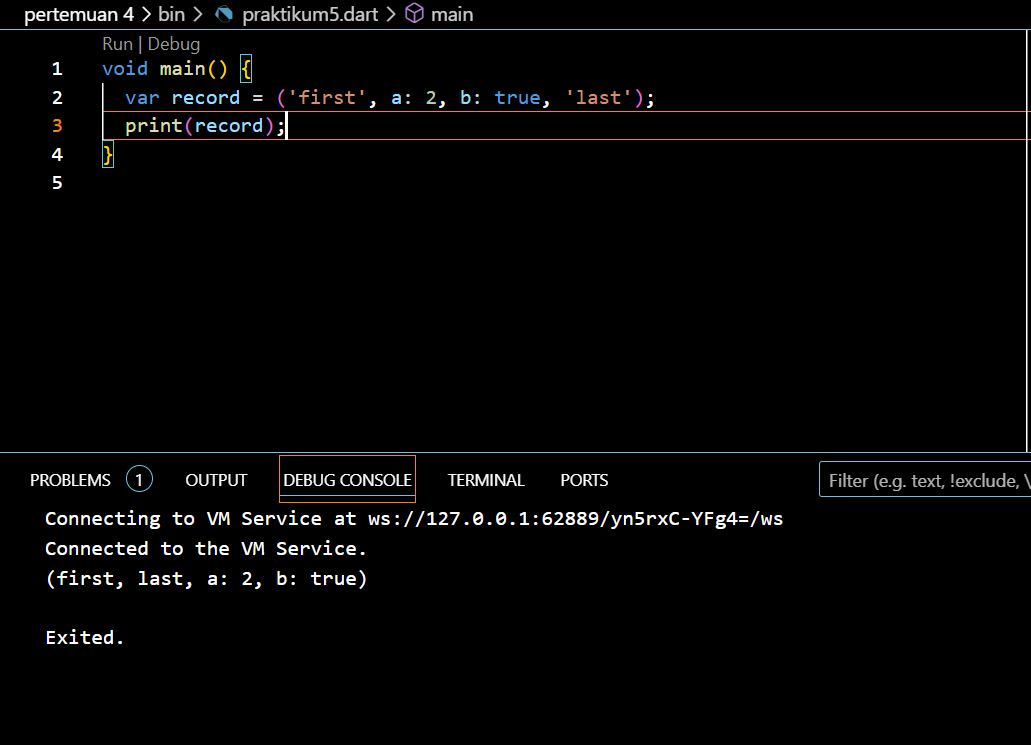 pertemuan 4 > bin > praktikum5.dart > main
Run | Debug
1 void main() {
2 var record = ('first', a: 2, b: true, 'last');
3 print(record);
4 }
5
PROBLEMS 1 OUTPUT DEBUG CONSOLE TERMINAL PORTS Filter (e.g. text, !exclude, \
Connecting to VM Service at ws://127.0.0.1:62889/yn5rxC-YFg4=/ws
Connected to the VM Service.
(first, last, a: 2, b: true)
Exited.